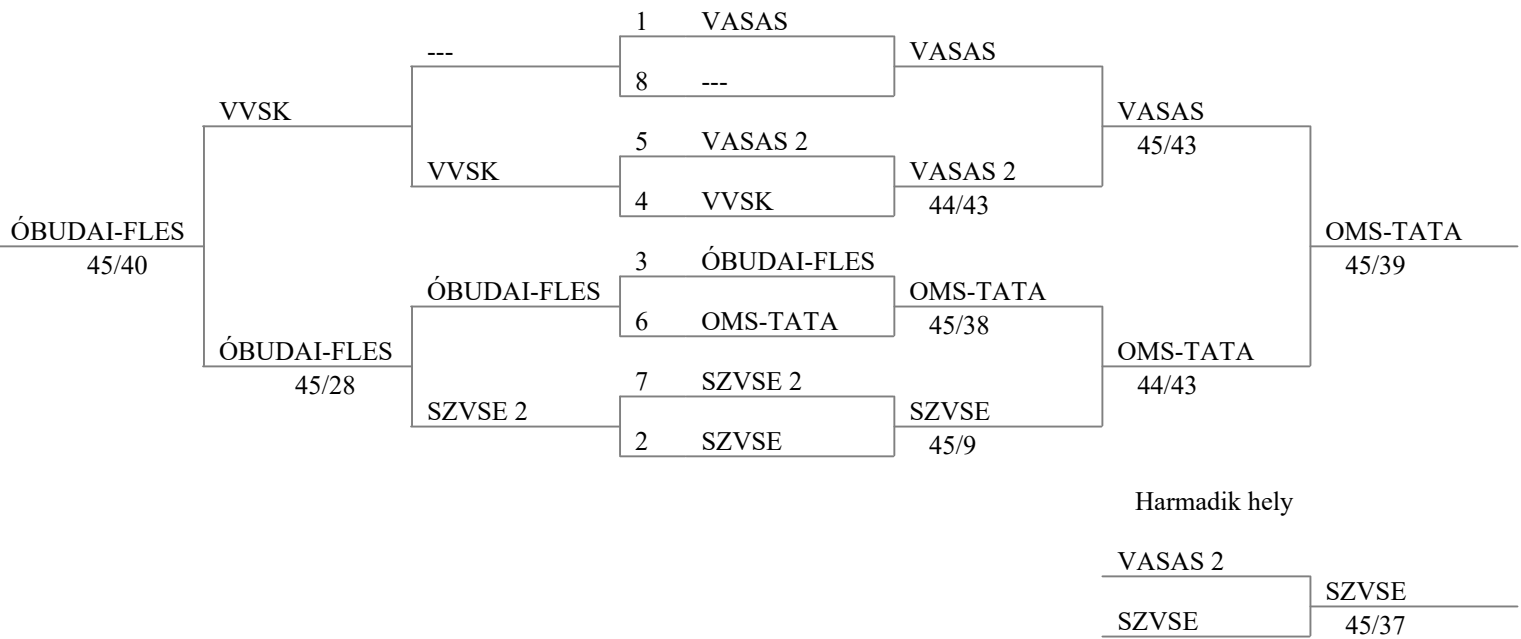 1 VASAS
--- VASAS
8 ---
VVSK VASAS
5 VASAS 2 45/43
VVSK VASAS 2
4 VVSK 44/43
ÓBUDAI-FLES OMS-TATA
45/40 3 ÓBUDAI-FLES 45/39
ÓBUDAI-FLES OMS-TATA
6 OMS-TATA 45/38
ÓBUDAI-FLES OMS-TATA
45/28 7 SZVSE 2 44/43
SZVSE 2 SZVSE
2 SZVSE 45/9
Harmadik hely
VASAS 2
SZVSE
SZVSE 45/37